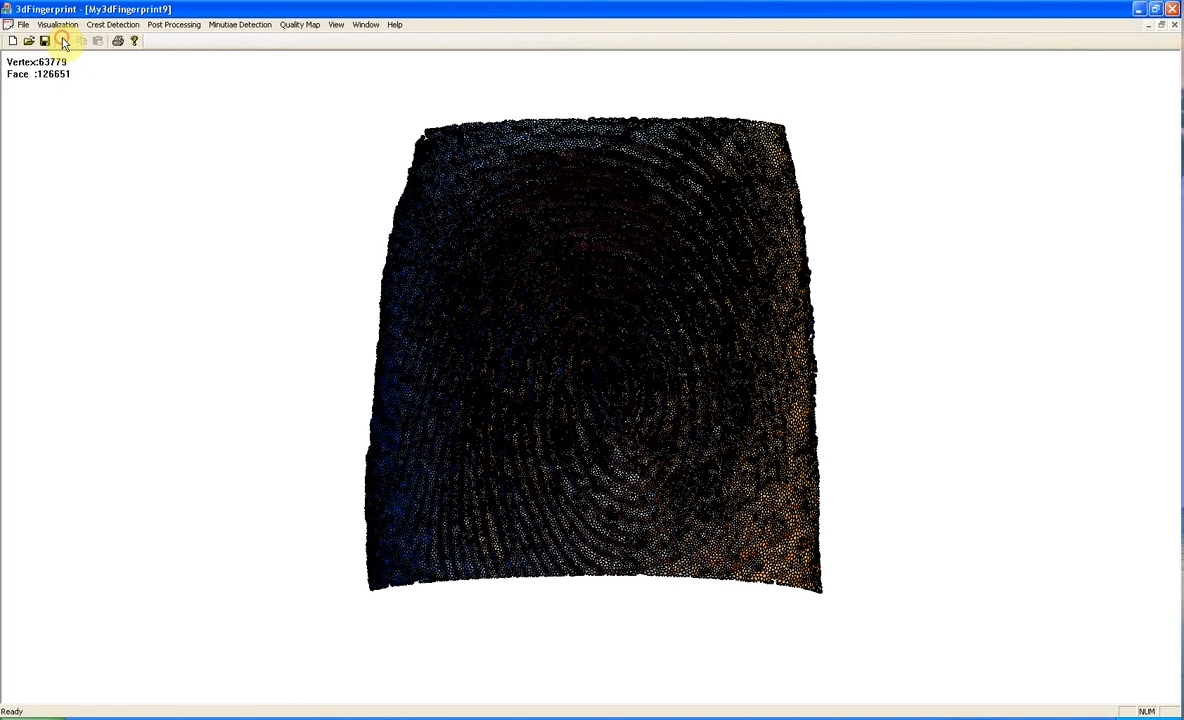 3dFingerprint - [My3dFingerprint9]
File Visualization Crest Detection Post Processing Minutiae Detection Quality Map View Window Help
Vertex:63779
Face :126651
Ready
NUM